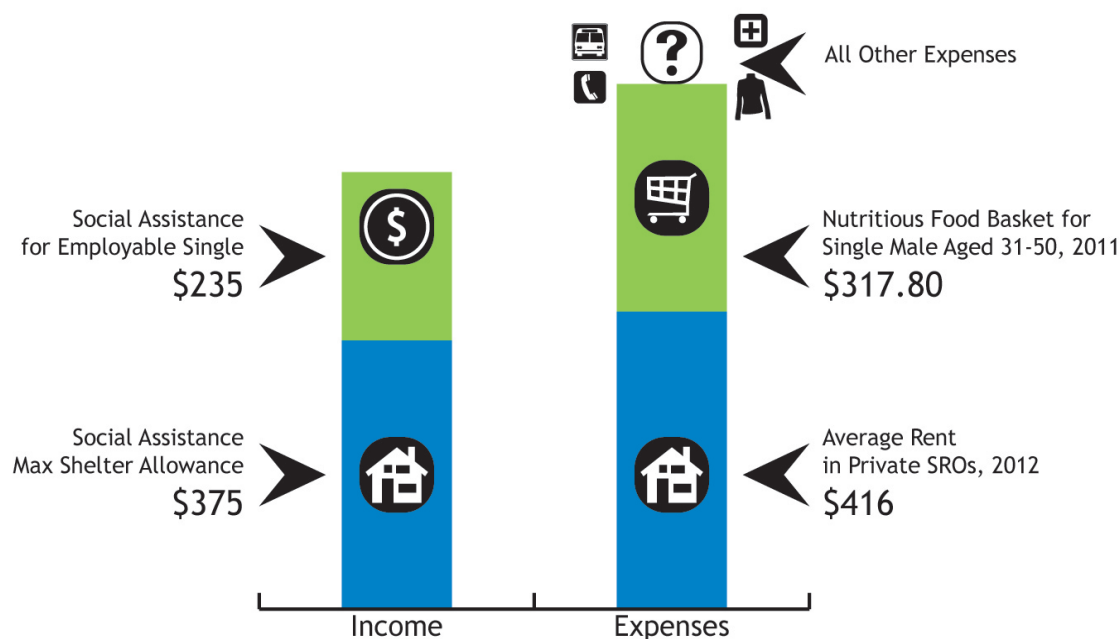 All Other Expenses
Social Assistance
for Employable Single
$235
Nutritious Food Basket for
Single Male Aged 31-50, 2011
$317.80
Social Assistance
Max Shelter Allowance
$375
Average Rent
in Private SROs, 2012
$416
Income
Expenses
?
$